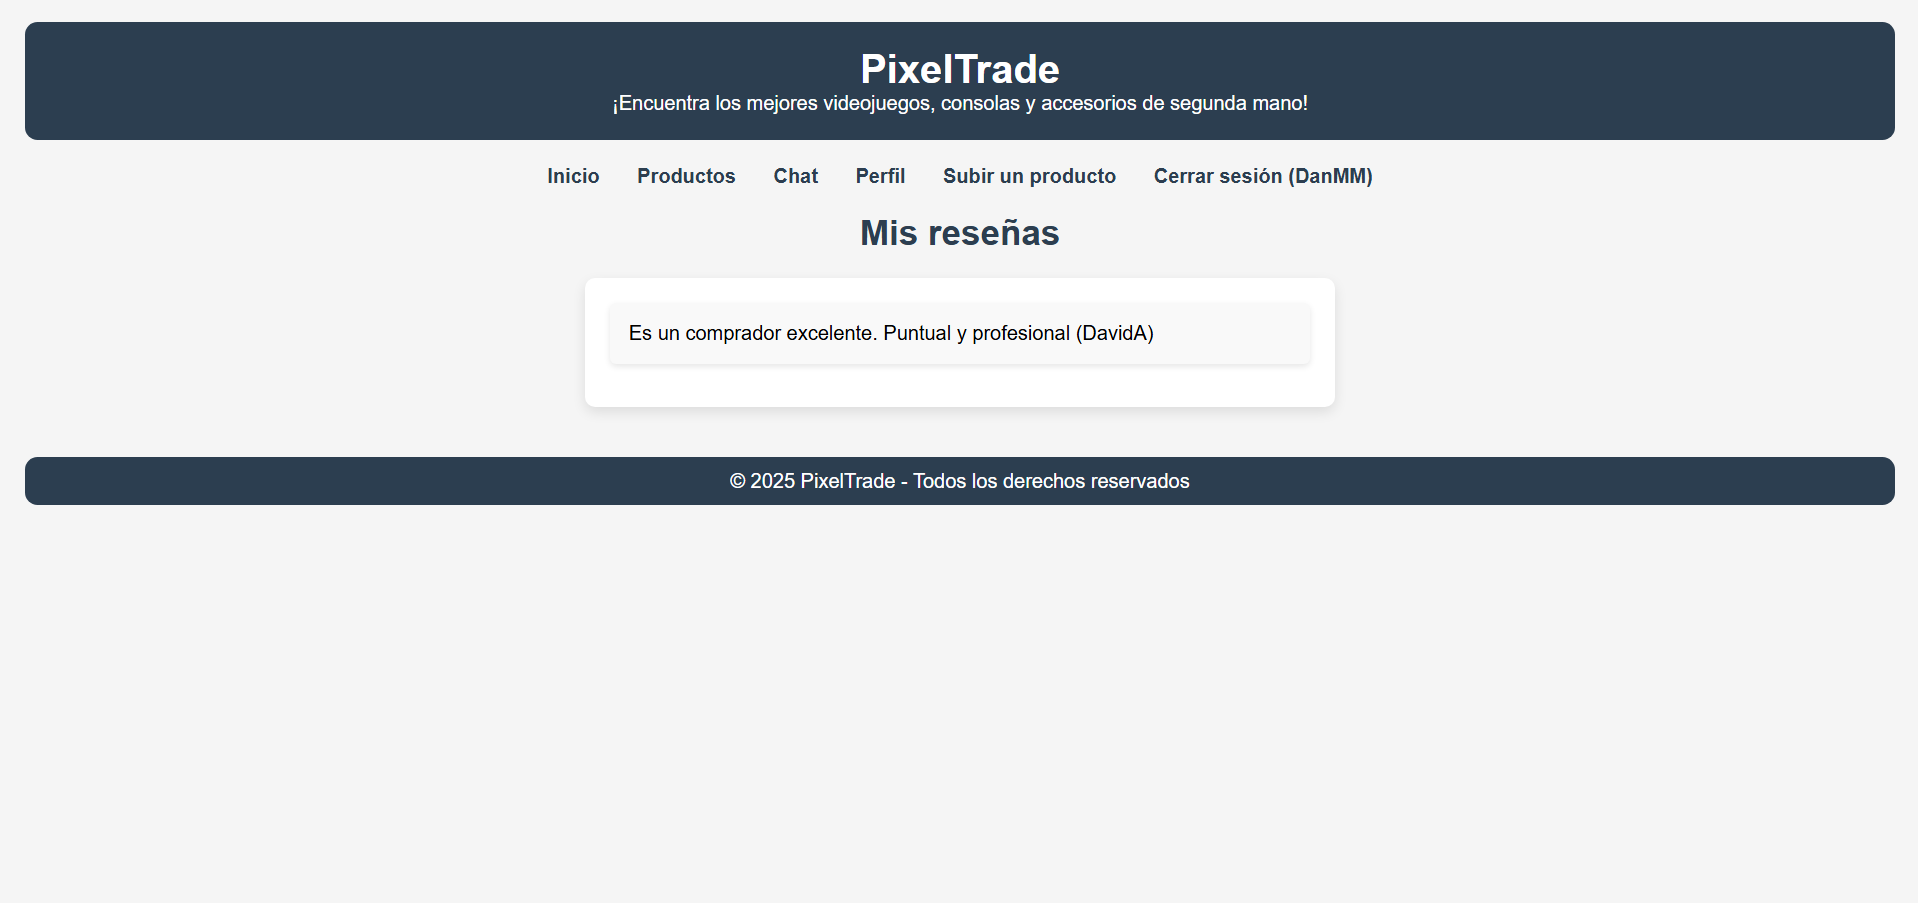 PixelTrade
¡Encuentra los mejores videojuegos, consolas y accesorios de segunda mano!
Inicio Productos Chat Perfil Subir un producto Cerrar sesión (DanMM)
Mis reseñas
Es un comprador excelente. Puntual y profesional (DavidA)
© 2025 PixelTrade - Todos los derechos reservados